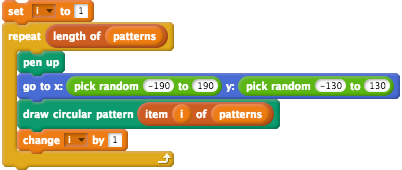 set i to 1
repeat length of patterns
pen up
go to x: pick random -190 to 190 y: pick random -130 to 130
draw circular pattern item i of patterns
change i by 1